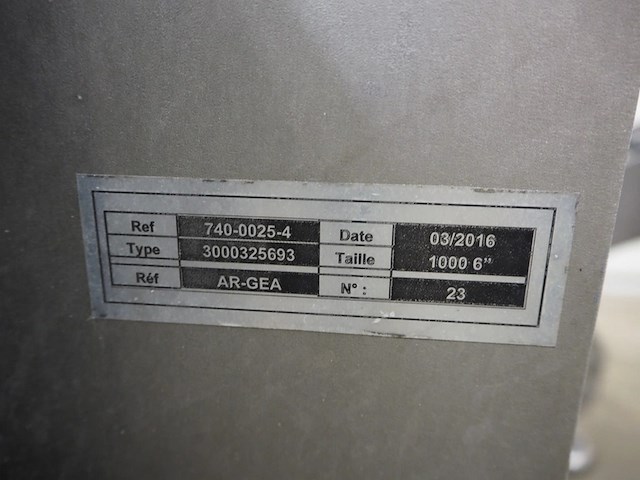 Ref 740-0025-4 Date 03/2016
Type 3000325693 Taille 1000 6"
Réf AR-GEA N° : 23